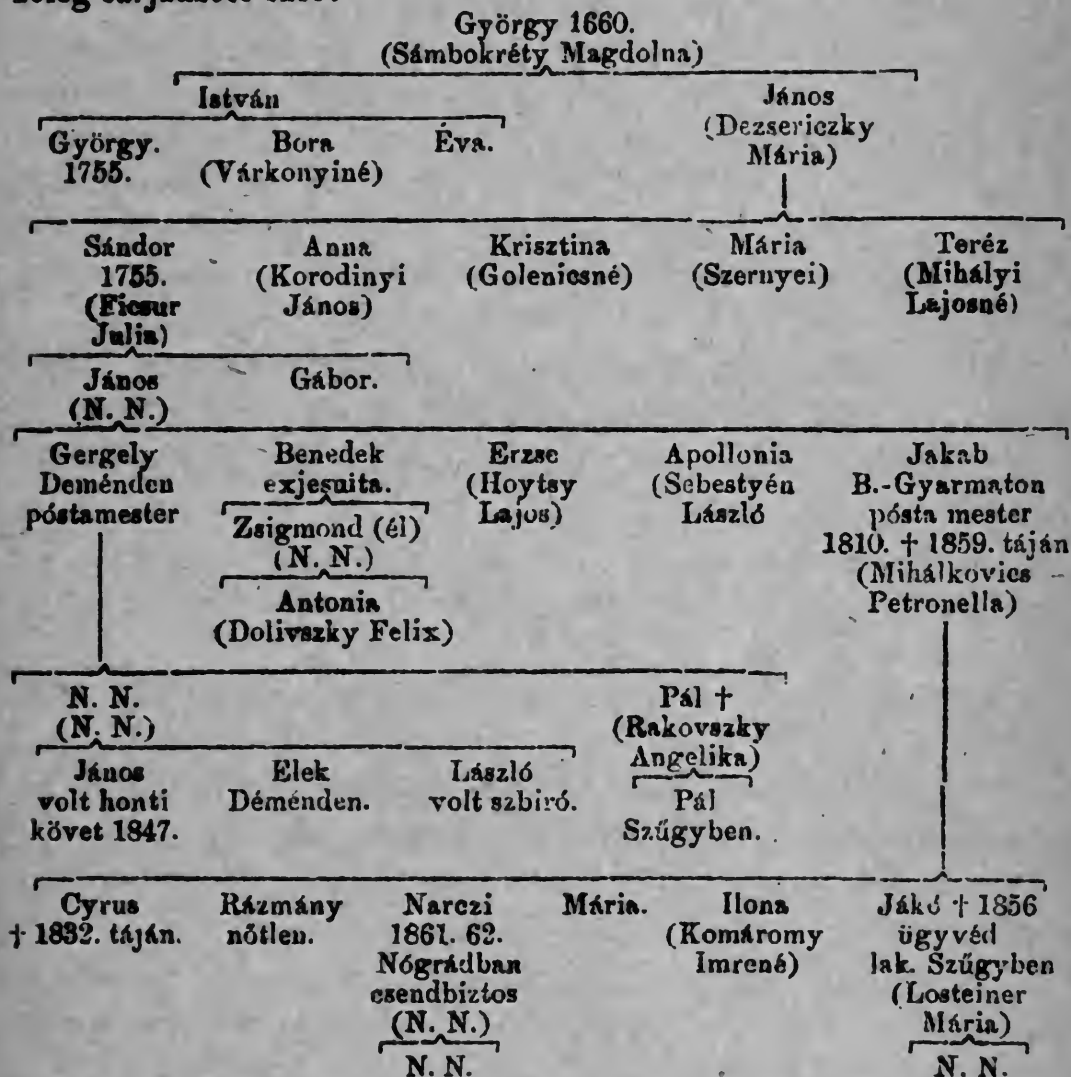 György 1660.
(Sámbokréty Magdolna)
István János
György. Bora Éva. (Dezsericzky
1755. (Várkonyiné) Mária)
Sándor Anna Krisztina Mária Teréz
1755. (Korodinyi (Golenicsné) (Szernyei) (Mihályi
(Ficsur János) Lajosné)
Julia)
János Gábor.
(N. N.)
Gergely Benedek Erzse Apollonia Jakab
Deménden exjesuita. (Hoytsy (Sebestyén B.-Gyarmaton
póstamester Zsigmond (él) Lajos) László pósta mester
(N. N.) 1810. † 1859. táján
Antonia (Mihálkovics
(Dolivszky Felix) Petronella)
N. N. Pál †
(N. N.) (Rakovszky
János Elek László Angelika)
volt honti Déménden. volt szbiró. Pál
követ 1847. Szűgyben.
Cyrus Rázmány Narczi Mária. Ilona Jákó † 1856
† 1832. táján. nőtlen. 1861. 62. (Komáromy ügyvéd
Nógrádban Imrené) lak. Szűgyben
csendbiztos (Losteiner
(N. N.) Mária)
N. N. N. N.